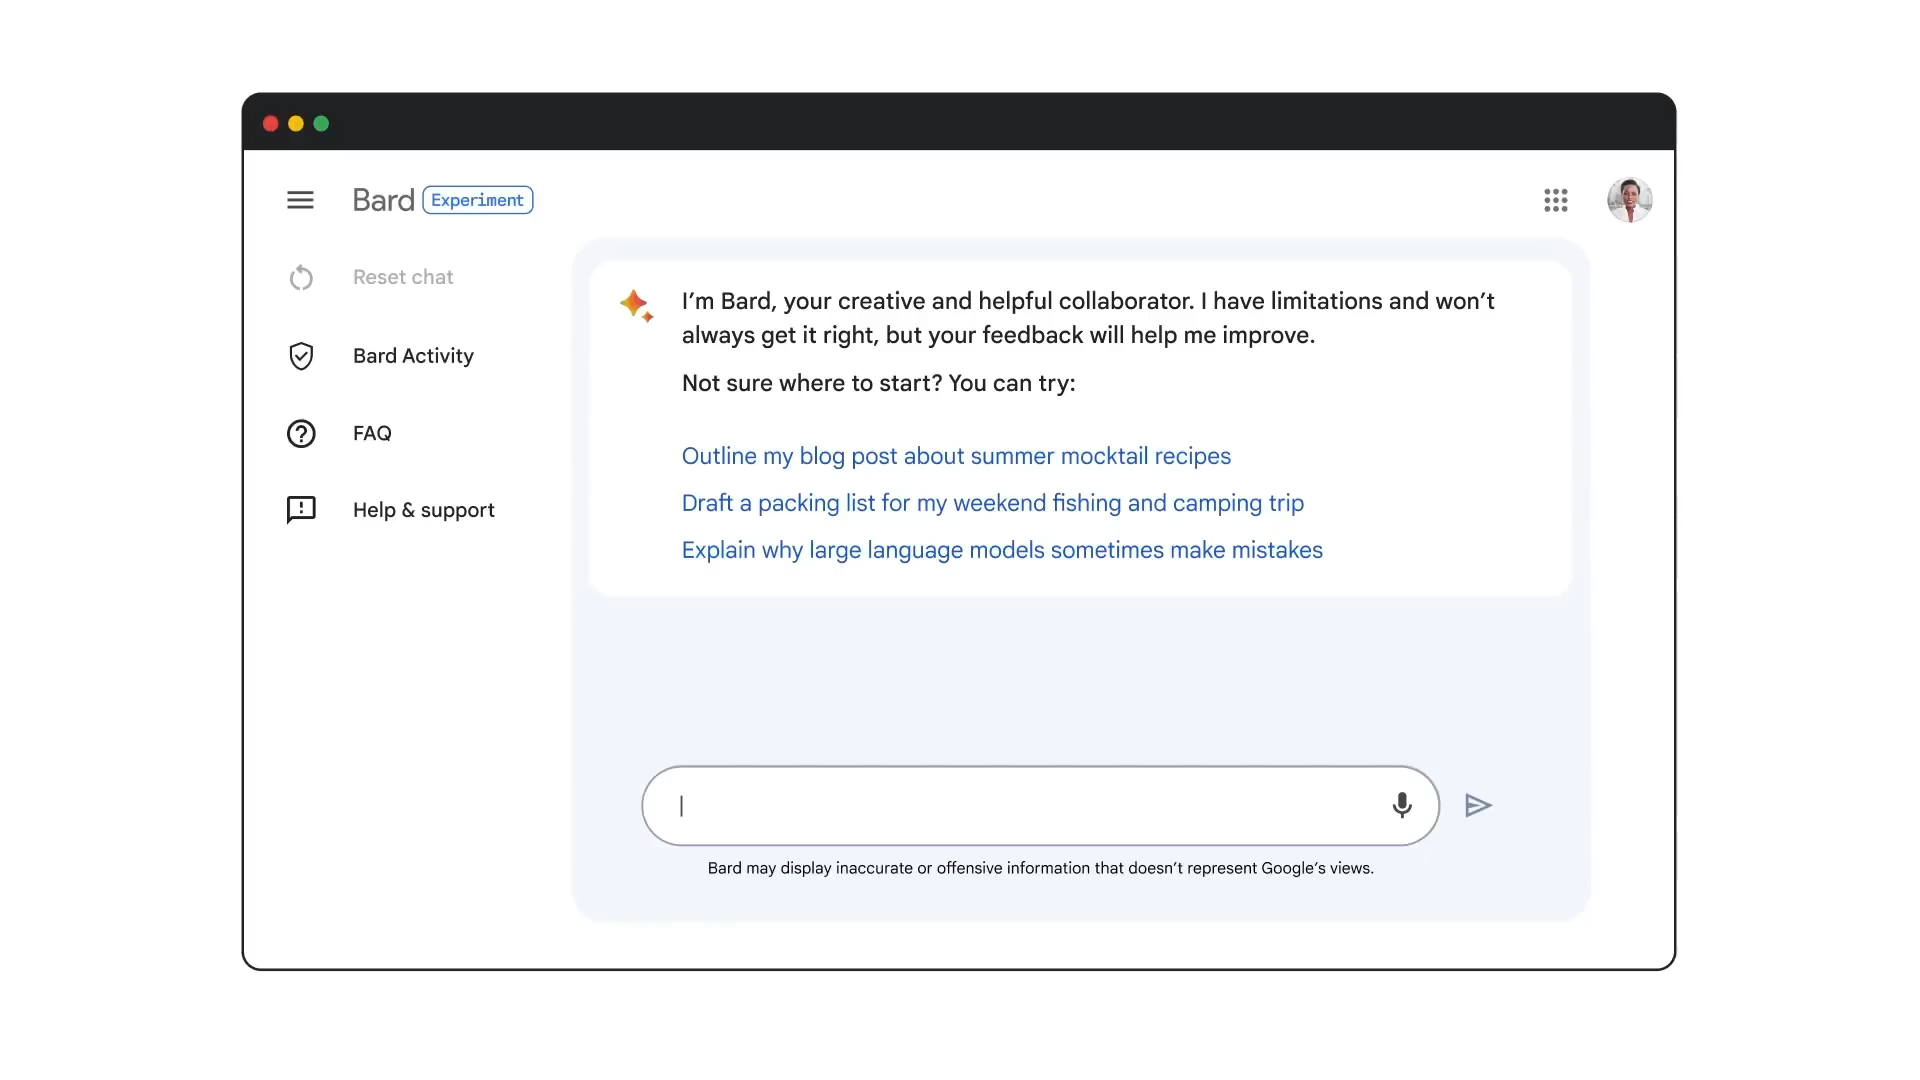 Bard Experiment
Reset chat
Bard Activity
FAQ
Help & support
I’m Bard, your creative and helpful collaborator. I have limitations and won’t
always get it right, but your feedback will help me improve.
Not sure where to start? You can try:
Outline my blog post about summer mocktail recipes
Draft a packing list for my weekend fishing and camping trip
Explain why large language models sometimes make mistakes
Bard may display inaccurate or offensive information that doesn’t represent Google’s views.